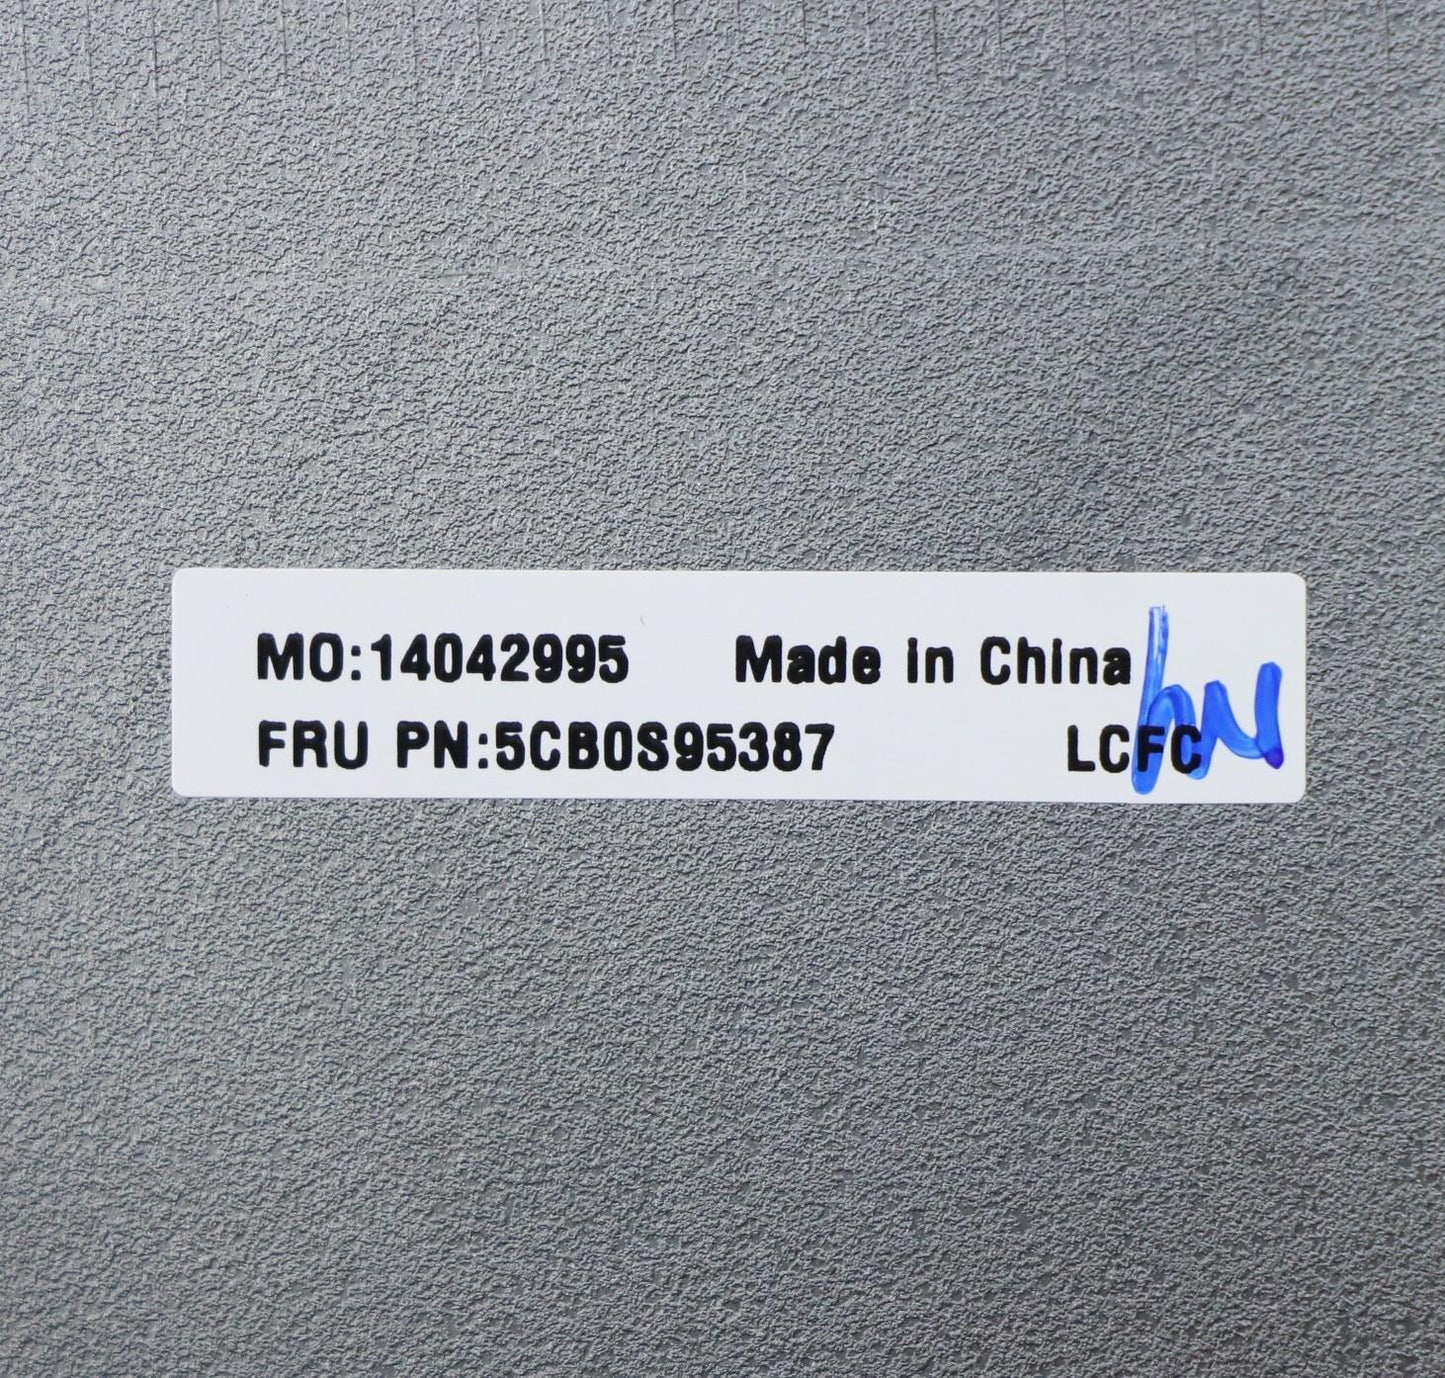 MO:14042995 Made in China
FRU PN:5CB0S95387 LCFC